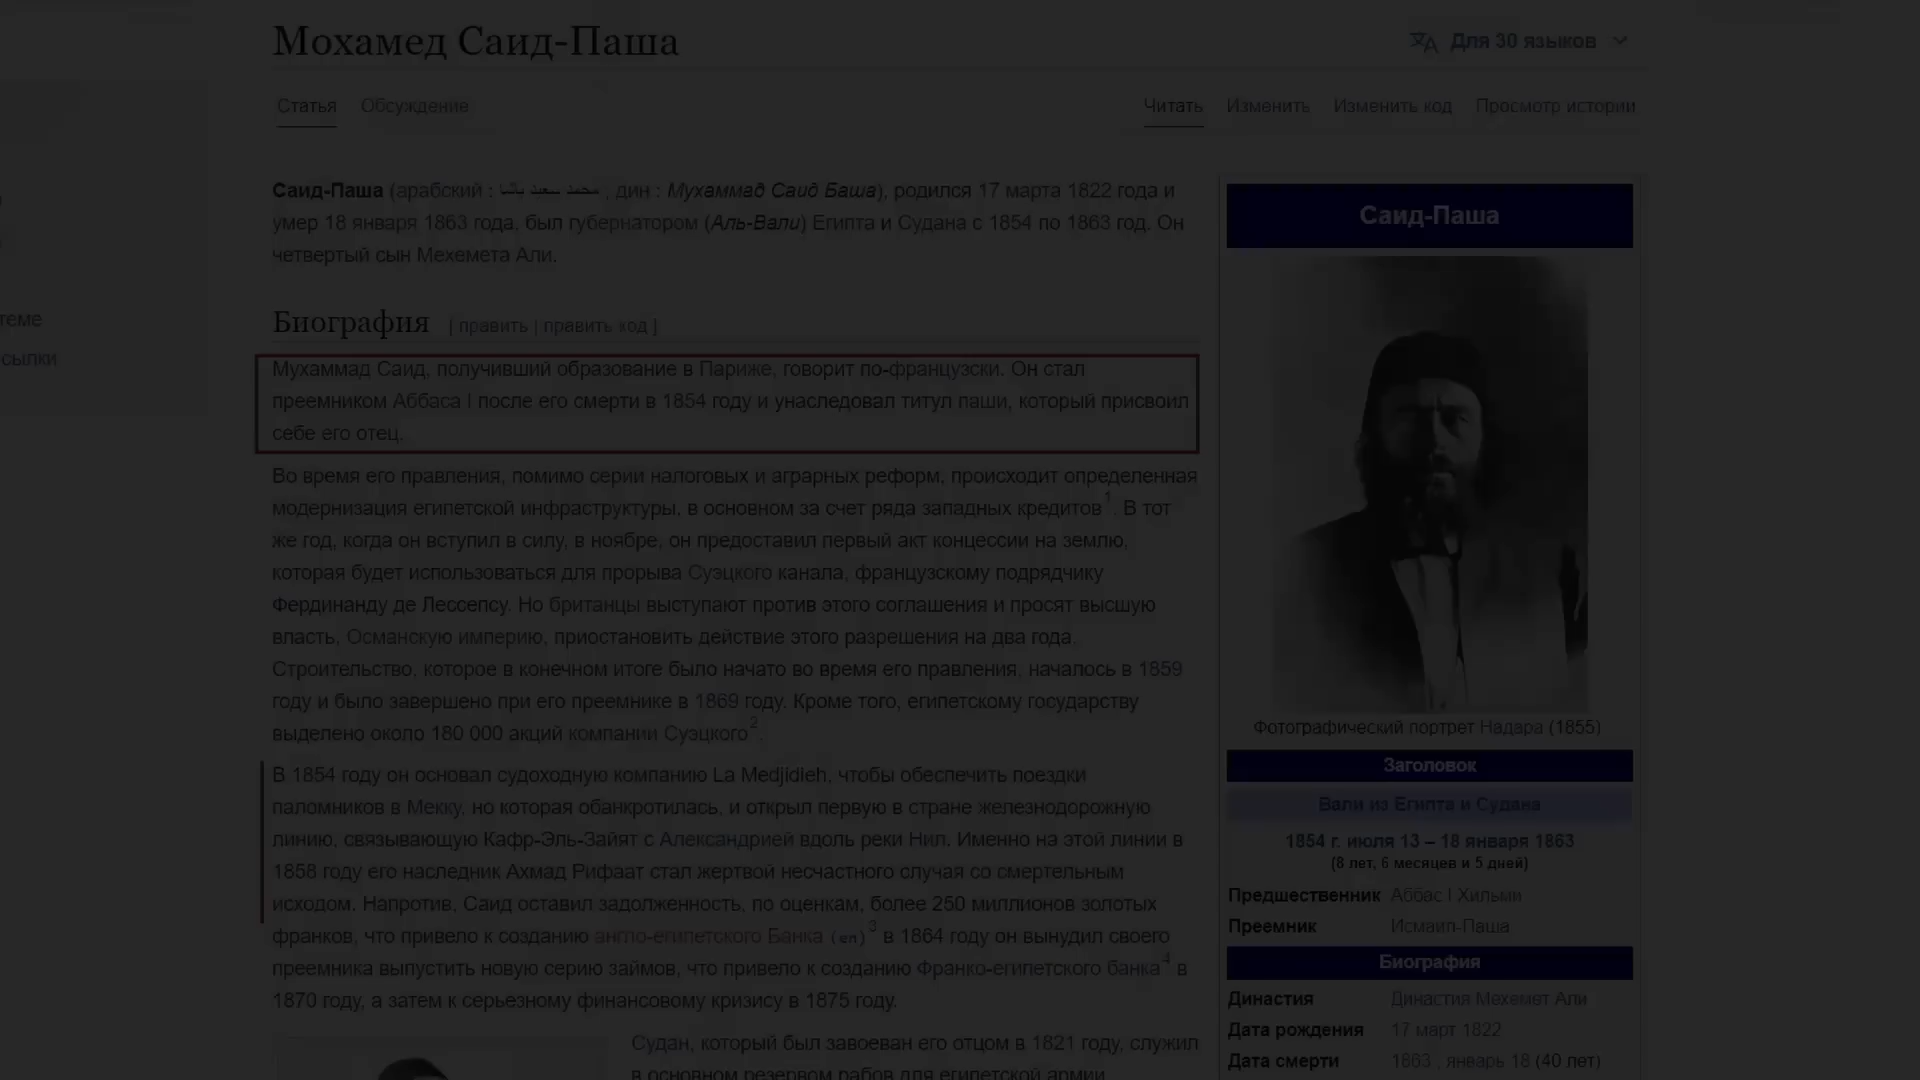 Мохамед Саид-Паша
Для 30 языков
Статья Обсуждение
Читать Изменить Изменить код Просмотр истории
теме
сылки
Саид-Паша (арабский : محمد سعيد باشا , дин : Мухаммад Саид Баша), родился 17 марта 1822 года и
умер 18 января 1863 года, был губернатором (Аль-Вали) Египта и Судана с 1854 по 1863 год. Он
четвертый сын Мехемета Али.
Биография [ править | править код ]
Мухаммад Саид, получивший образование в Париже, говорит по-французски. Он стал
преемником Аббаса I после его смерти в 1854 году и унаследовал титул паши, который присвоил
себе его отец.
Во время его правления, помимо серии налоговых и аграрных реформ, происходит определенная
модернизация египетской инфраструктуры, в основном за счет ряда западных кредитов 1. В тот
же год, когда он вступил в силу, в ноябре, он предоставил первый акт концессии на землю,
которая будет использоваться для прорыва Суэцкого канала, французскому подрядчику
Фердинанду де Лессепсу. Но британцы выступают против этого соглашения и просят высшую
власть, Османскую империю, приостановить действие этого разрешения на два года.
Строительство, которое в конечном итоге было начато во время его правления, началось в 1859
году и было завершено при его преемнике в 1869 году. Кроме того, египетскому государству
выделено около 180 000 акций компании Суэцкого 2.
В 1854 году он основал судоходную компанию La Medjidieh, чтобы обеспечить поездки
паломников в Мекку, но которая обанкротилась, и открыл первую в стране железнодорожную
линию, связывающую Кафр-Эль-Зайят с Александрией вдоль реки Нил. Именно на этой линии в
1858 году его наследник Ахмад Рифаат стал жертвой несчастного случая со смертельным
исходом. Напротив, Саид оставил задолженность, по оценкам, более 250 миллионов золотых
франков, что привело к созданию англо-египетского Банка (en) 3 в 1864 году он вынудил своего
преемника выпустить новую серию займов, что привело к созданию Франко-египетского банка 4 в
1870 году, а затем к серьезному финансовому кризису в 1875 году.
Судан, который был завоеван его отцом в 1821 году, служил
в основном резервом рабов для египетской армии
Саид-Паша
Фотографический портрет Надара (1855)
Заголовок
Вали из Египта и Судана
1854 г. июля 13 – 18 января 1863
(8 лет, 6 месяцев и 5 дней)
Предшественник Аббас I Хильми
Преемник Исмаил-Паша
Биография
Династия Династия Мехемет Али
Дата рождения 17 март 1822
Дата смерти 1863 , январь 18 (40 лет)